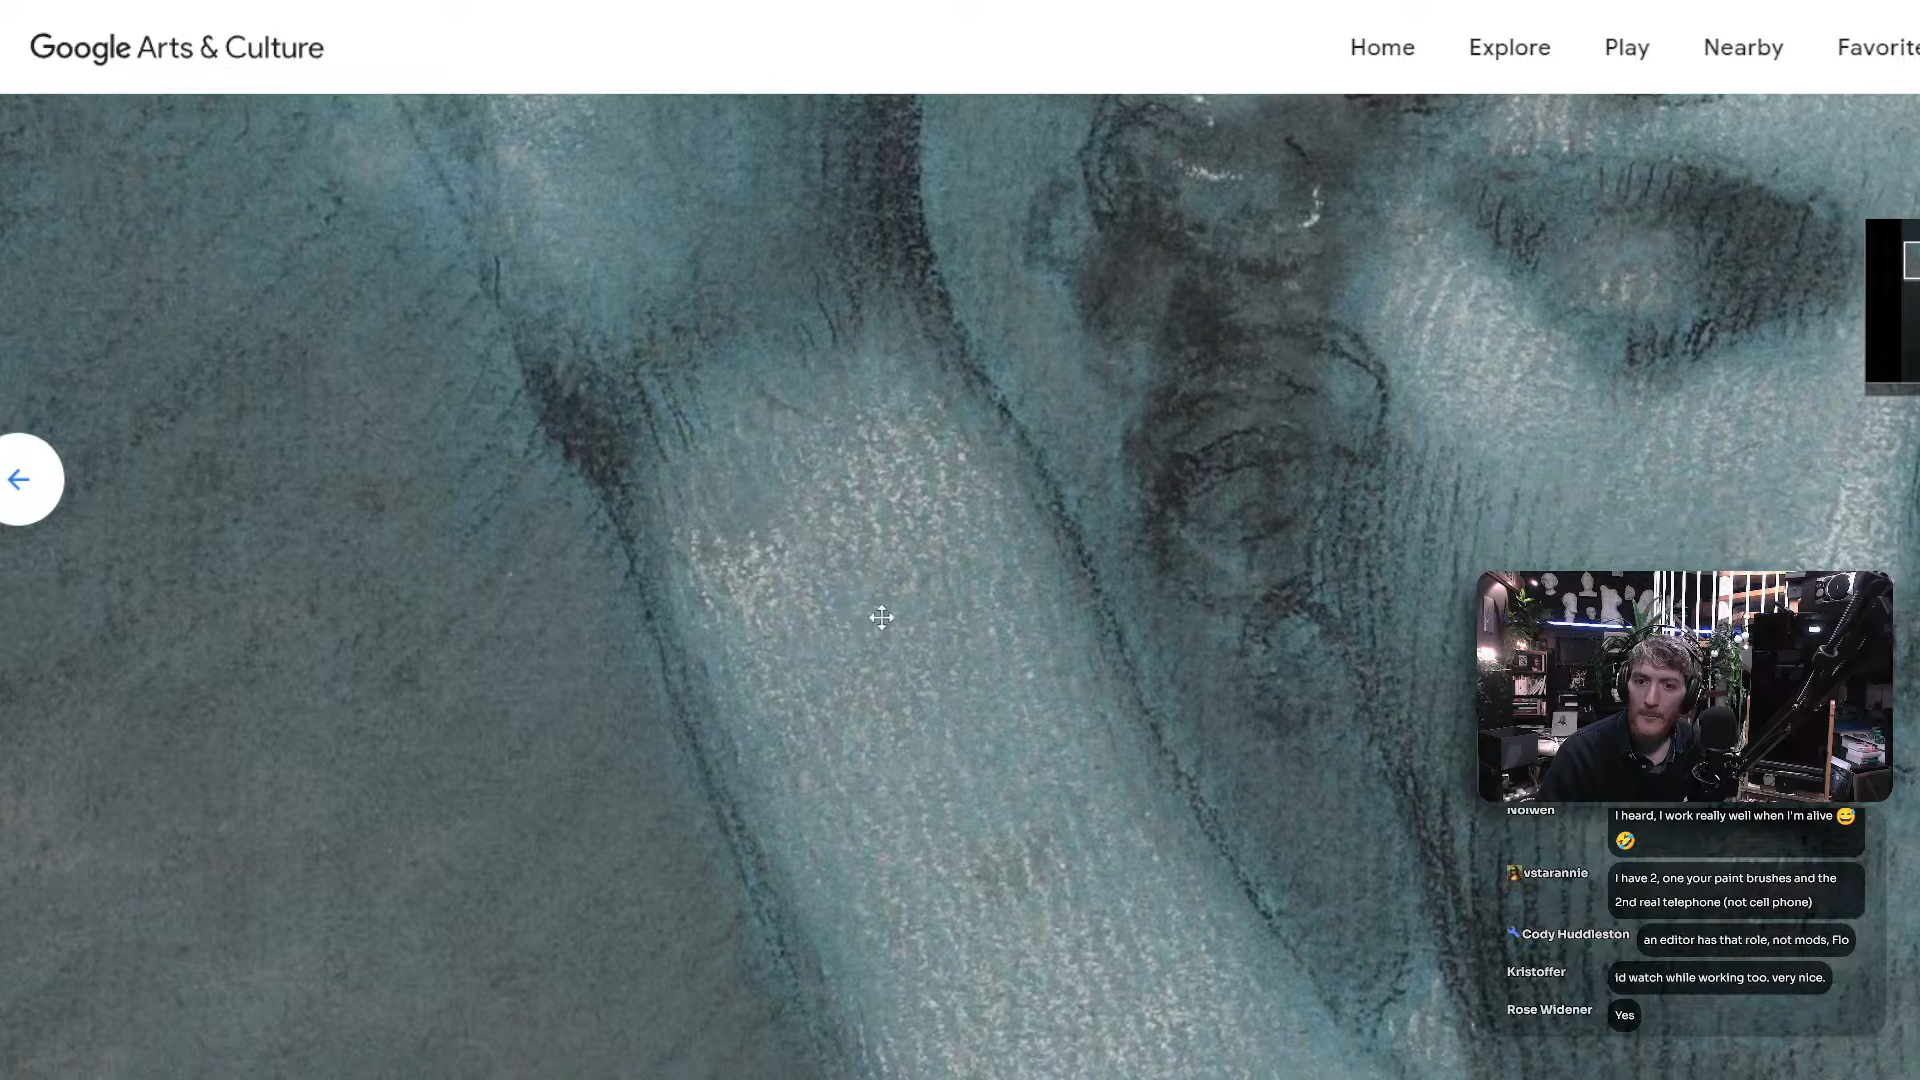 Google Arts & Culture
Home Explore Play Nearby Favorite
Nolwen
I heard, I work really well when I'm alive 😅
🤣
vstarannie
I have 2, one your paint brushes and the
2nd real telephone (not cell phone)
Cody Huddleston an editor has that role, not mods, Flo
Kristoffer id watch while working too. very nice.
Rose Widener Yes